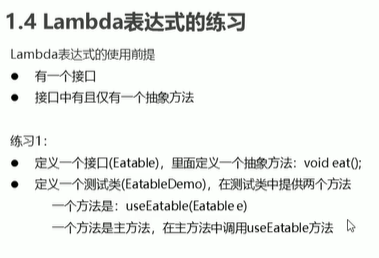 1.4 Lambda表达式的练习
Lambda表达式的使用前提
● 有一个接口
● 接口中有且仅有一个抽象方法
练习1：
● 定义一个接口(Eatable)，里面定义一个抽象方法：void eat();
● 定义一个测试类(EatableDemo)，在测试类中提供两个方法
一个方法是：useEatable(Eatable e)
一个方法是主方法，在主方法中调用useEatable方法